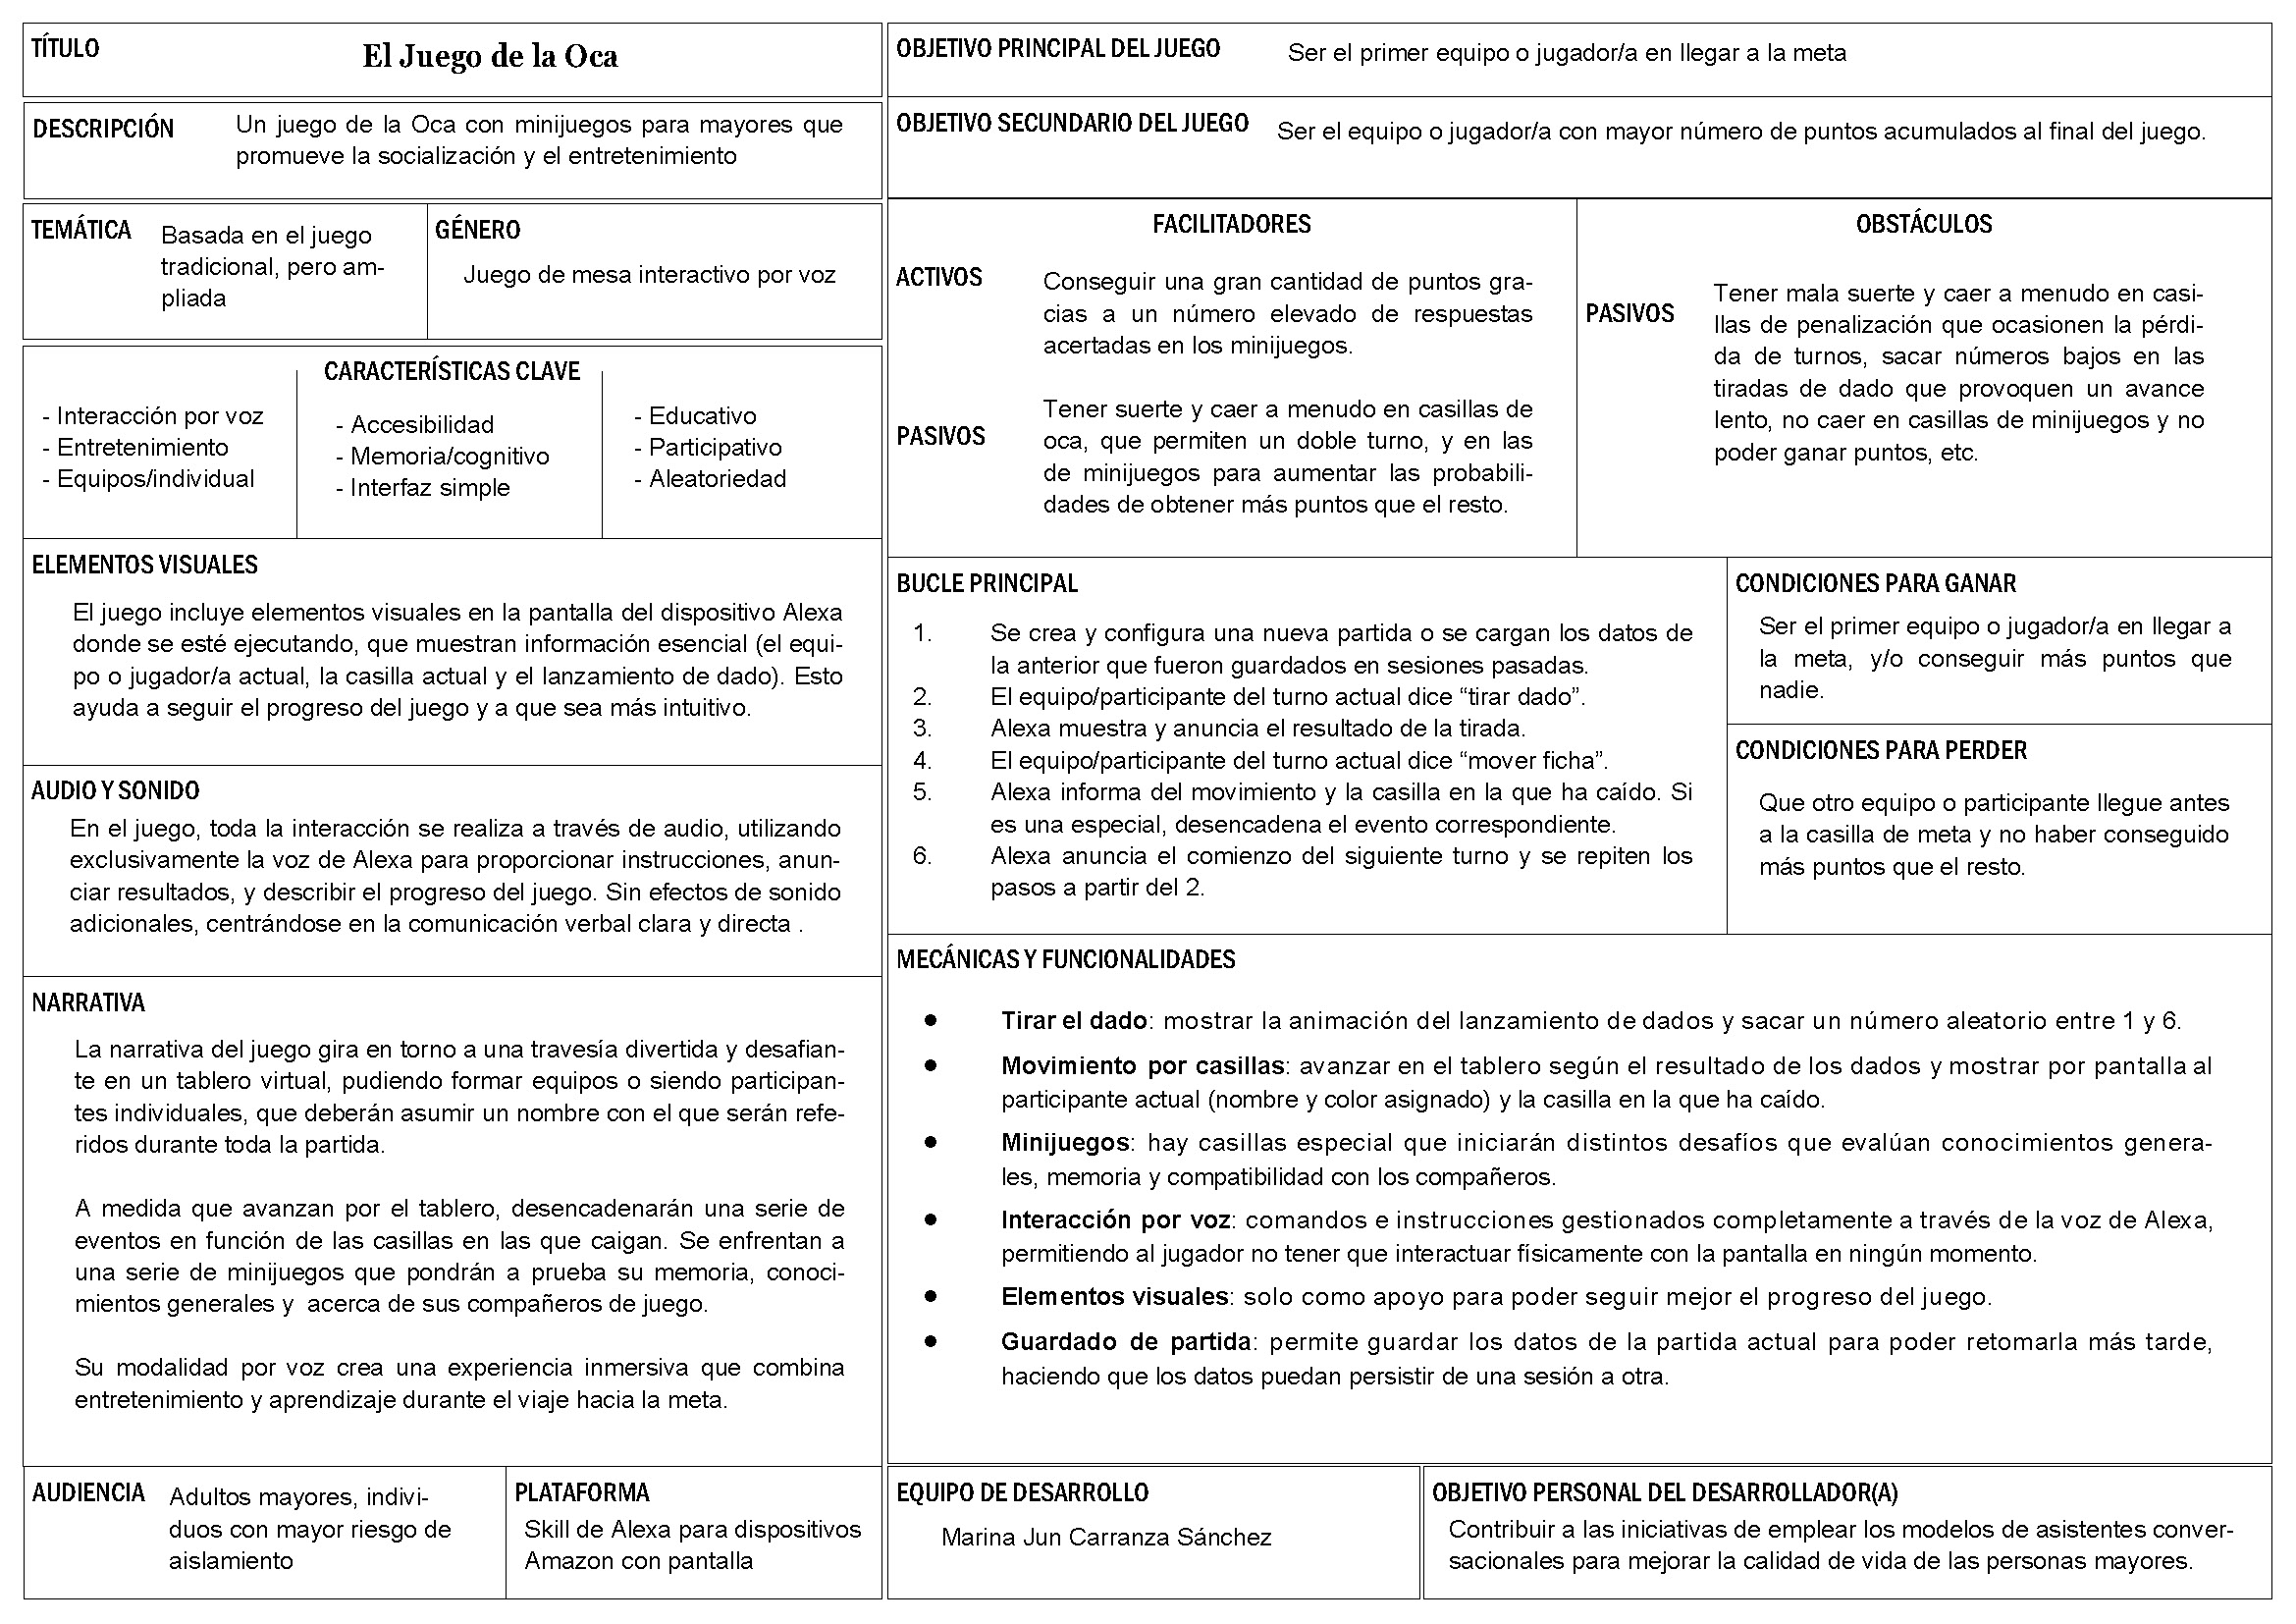 TÍTULO
El Juego de la Oca
DESCRIPCIÓN
Un juego de la Oca con minijuegos para mayores que
promueve la socialización y el entretenimiento
TEMÁTICA
Basada en el juego
tradicional, pero am-
pliada
GÉNERO
Juego de mesa interactivo por voz
CARACTERÍSTICAS CLAVE
- Interacción por voz
- Entretenimiento
- Equipos/individual
- Accesibilidad
- Memoria/cognitivo
- Interfaz simple
- Educativo
- Participativo
- Aleatoriedad
ELEMENTOS VISUALES
El juego incluye elementos visuales en la pantalla del dispositivo Alexa
donde se esté ejecutando, que muestran información esencial (el equi-
po o jugador/a actual, la casilla actual y el lanzamiento de dado). Esto
ayuda a seguir el progreso del juego y a que sea más intuitivo.
AUDIO Y SONIDO
En el juego, toda la interacción se realiza a través de audio, utilizando
exclusivamente la voz de Alexa para proporcionar instrucciones, anun-
ciar resultados, y describir el progreso del juego. Sin efectos de sonido
adicionales, centrándose en la comunicación verbal clara y directa .
NARRATIVA
La narrativa del juego gira en torno a una travesía divertida y desafian-
te en un tablero virtual, pudiendo formar equipos o siendo participan-
tes individuales, que deberán asumir un nombre con el que serán refe-
ridos durante toda la partida.
A medida que avanzan por el tablero, desencadenarán una serie de
eventos en función de las casillas en las que caigan. Se enfrentan a
una serie de minijuegos que pondrán a prueba su memoria, conoci-
mientos generales y  acerca de sus compañeros de juego.
Su modalidad por voz crea una experiencia inmersiva que combina
entretenimiento y aprendizaje durante el viaje hacia la meta.
AUDIENCIA
Adultos mayores, indivi-
duos con mayor riesgo de
aislamiento
PLATAFORMA
Skill de Alexa para dispositivos
Amazon con pantalla
OBJETIVO PRINCIPAL DEL JUEGO
Ser el primer equipo o jugador/a en llegar a la meta
OBJETIVO SECUNDARIO DEL JUEGO
Ser el equipo o jugador/a con mayor número de puntos acumulados al final del juego.
FACILITADORES
ACTIVOS
Conseguir una gran cantidad de puntos gra-
cias a un número elevado de respuestas
acertadas en los minijuegos.
PASIVOS
Tener suerte y caer a menudo en casillas de
oca, que permiten un doble turno, y en las
de minijuegos para aumentar las probabili-
dades de obtener más puntos que el resto.
OBSTÁCULOS
PASIVOS
Tener mala suerte y caer a menudo en casi-
llas de penalización que ocasionen la pérdi-
da de turnos, sacar números bajos en las
tiradas de dado que provoquen un avance
lento, no caer en casillas de minijuegos y no
poder ganar puntos, etc.
BUCLE PRINCIPAL
1. Se crea y configura una nueva partida o se cargan los datos de
la anterior que fueron guardados en sesiones pasadas.
2. El equipo/participante del turno actual dice “tirar dado”.
3. Alexa muestra y anuncia el resultado de la tirada.
4. El equipo/participante del turno actual dice “mover ficha”.
5. Alexa informa del movimiento y la casilla en la que ha caído. Si
es una especial, desencadena el evento correspondiente.
6. Alexa anuncia el comienzo del siguiente turno y se repiten los
pasos a partir del 2.
CONDICIONES PARA GANAR
Ser el primer equipo o jugador/a en llegar a
la meta, y/o conseguir más puntos que
nadie.
CONDICIONES PARA PERDER
Que otro equipo o participante llegue antes
a la casilla de meta y no haber conseguido
más puntos que el resto.
MECÁNICAS Y FUNCIONALIDADES
● Tirar el dado: mostrar la animación del lanzamiento de dados y sacar un número aleatorio entre 1 y 6.
● Movimiento por casillas: avanzar en el tablero según el resultado de los dados y mostrar por pantalla al
participante actual (nombre y color asignado) y la casilla en la que ha caído.
● Minijuegos: hay casillas especial que iniciarán distintos desafíos que evalúan conocimientos genera-
les, memoria y compatibilidad con los compañeros.
● Interacción por voz: comandos e instrucciones gestionados completamente a través de la voz de Alexa,
permitiendo al jugador no tener que interactuar físicamente con la pantalla en ningún momento.
● Elementos visuales: solo como apoyo para poder seguir mejor el progreso del juego.
● Guardado de partida: permite guardar los datos de la partida actual para poder retomarla más tarde,
haciendo que los datos puedan persistir de una sesión a otra.
EQUIPO DE DESARROLLO
Marina Jun Carranza Sánchez
OBJETIVO PERSONAL DEL DESARROLLADOR(A)
Contribuir a las iniciativas de emplear los modelos de asistentes conver-
sacionales para mejorar la calidad de vida de las personas mayores.